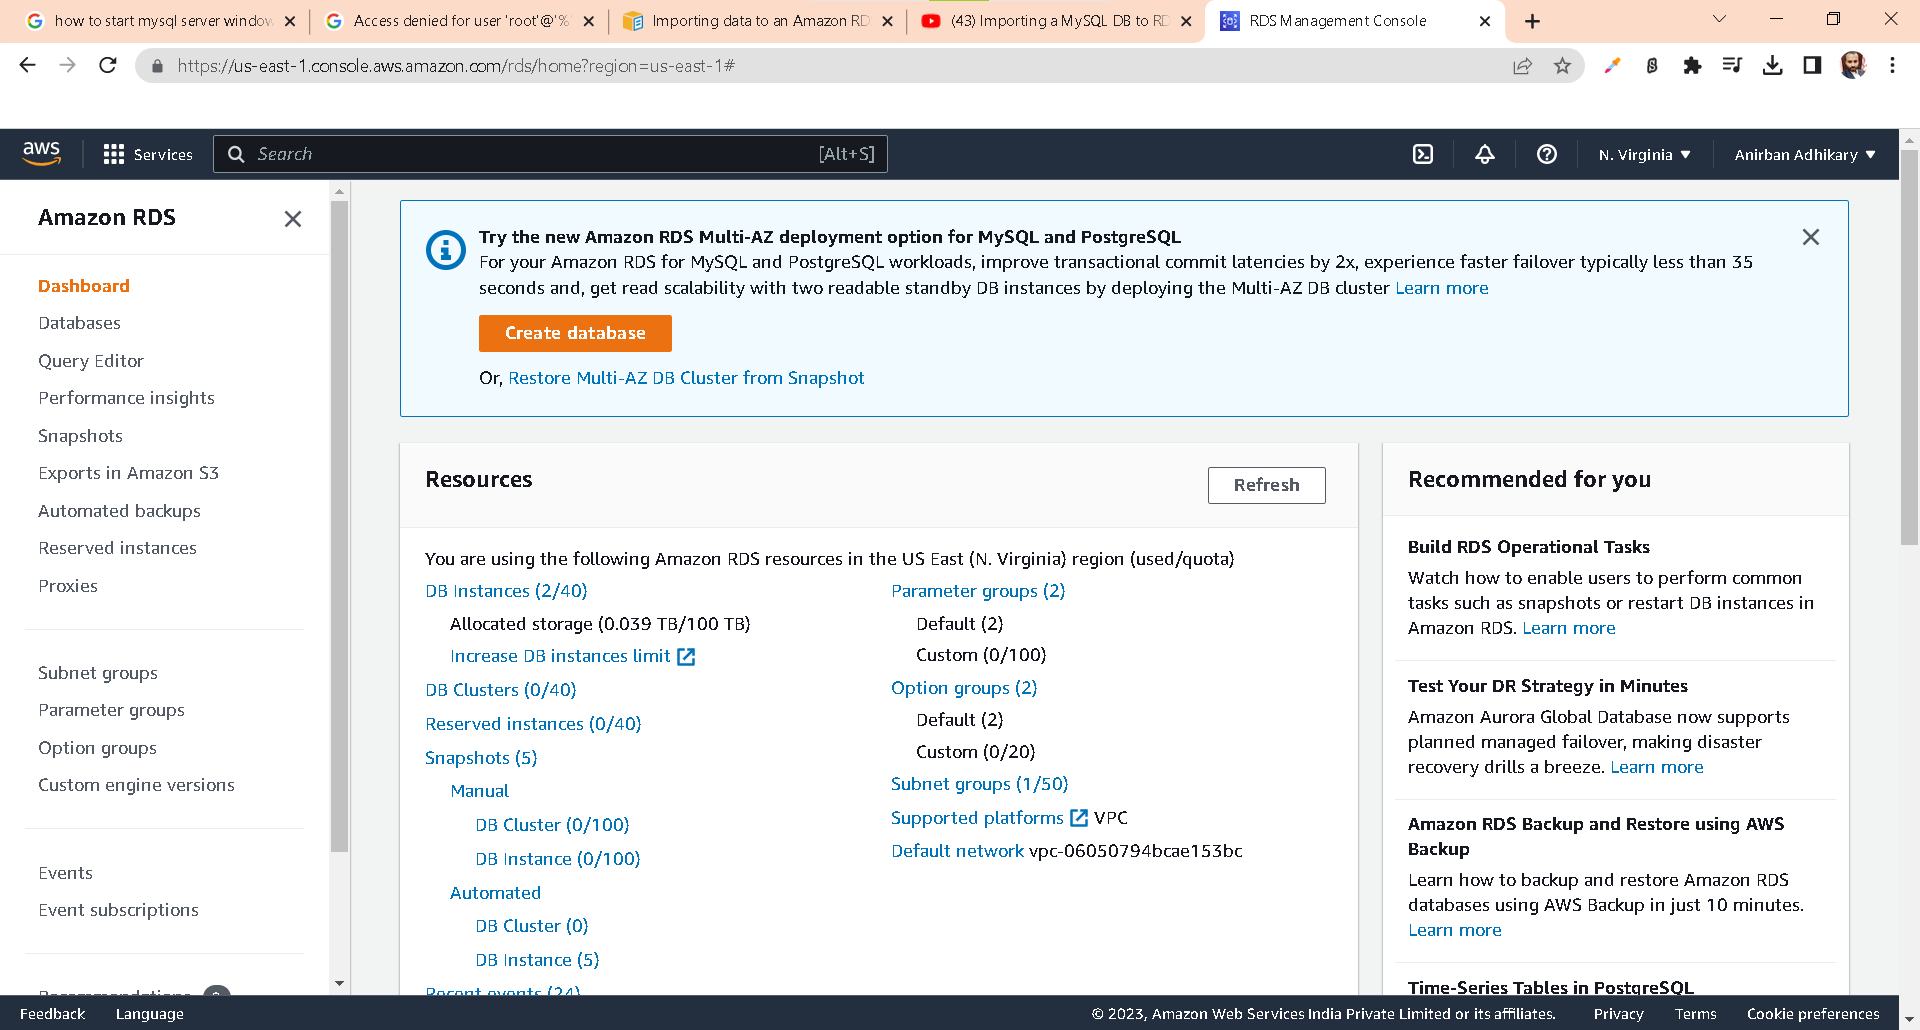 how to start mysql server window
Access denied for user 'root'@'%
Importing data to an Amazon RD
(43) Importing a MySQL DB to RD
RDS Management Console
https://us-east-1.console.aws.amazon.com/rds/home?region=us-east-1#
aws
Services
Search
[Alt+S]
N. Virginia
Anirban Adhikary
Amazon RDS
Dashboard
Databases
Query Editor
Performance insights
Snapshots
Exports in Amazon S3
Automated backups
Reserved instances
Proxies
Subnet groups
Parameter groups
Option groups
Custom engine versions
Events
Event subscriptions
Recommendations
Try the new Amazon RDS Multi-AZ deployment option for MySQL and PostgreSQL
For your Amazon RDS for MySQL and PostgreSQL workloads, improve transactional commit latencies by 2x, experience faster failover typically less than 35
seconds and, get read scalability with two readable standby DB instances by deploying the Multi-AZ DB cluster Learn more
Create database
Or, Restore Multi-AZ DB Cluster from Snapshot
Resources
Refresh
You are using the following Amazon RDS resources in the US East (N. Virginia) region (used/quota)
DB Instances (2/40)
Allocated storage (0.039 TB/100 TB)
Increase DB instances limit
DB Clusters (0/40)
Reserved instances (0/40)
Snapshots (5)
Manual
DB Cluster (0/100)
DB Instance (0/100)
Automated
DB Cluster (0)
DB Instance (5)
Recent events (24)
Parameter groups (2)
Default (2)
Custom (0/100)
Option groups (2)
Default (2)
Custom (0/20)
Subnet groups (1/50)
Supported platforms VPC
Default network vpc-06050794bcae153bc
Recommended for you
Build RDS Operational Tasks
Watch how to enable users to perform common
tasks such as snapshots or restart DB instances in
Amazon RDS. Learn more
Test Your DR Strategy in Minutes
Amazon Aurora Global Database now supports
planned managed failover, making disaster
recovery drills a breeze. Learn more
Amazon RDS Backup and Restore using AWS
Backup
Learn how to backup and restore Amazon RDS
databases using AWS Backup in just 10 minutes.
Learn more
Time-Series Tables in PostgreSQL
Feedback
Language
© 2023, Amazon Web Services India Private Limited or its affiliates.
Privacy
Terms
Cookie preferences